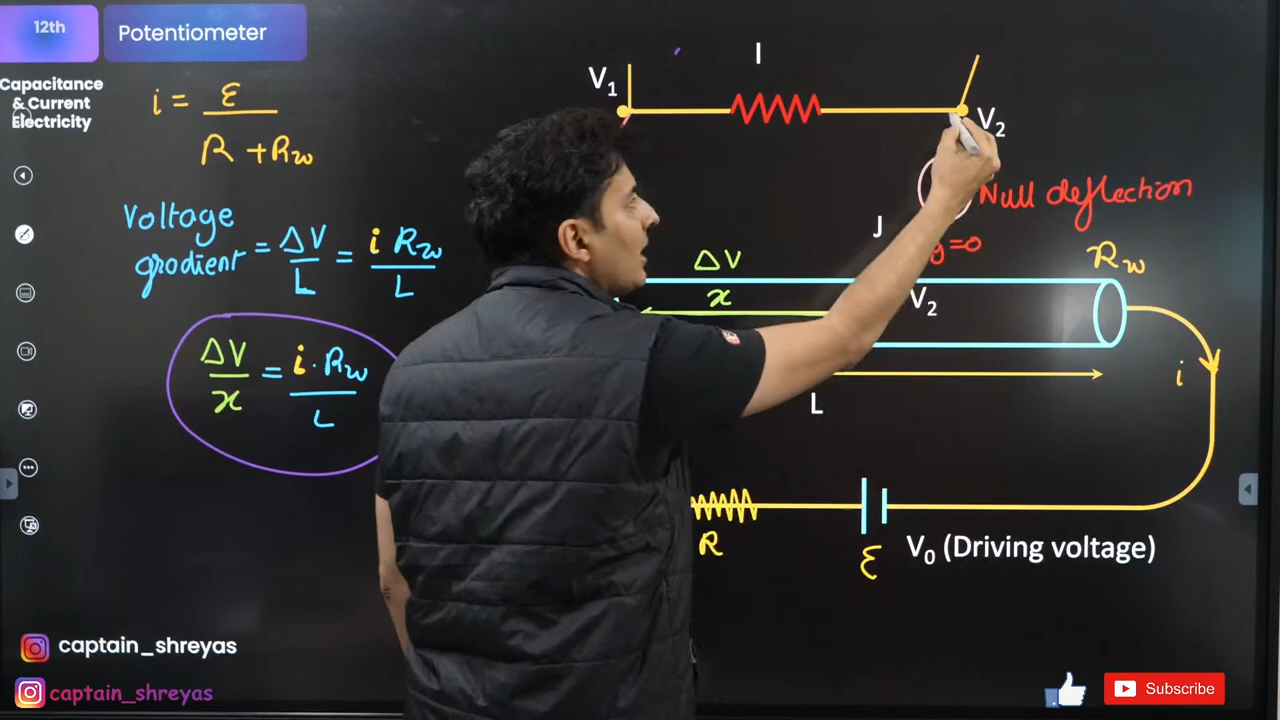 12th
Potentiometer
Capacitance
& Current
Electricity
i = ε
R + Rw
Voltage
gradient = ΔV/L = i Rw/L
ΔV/x = i · Rw/L
V1
I
V2
Null deflection
J
g=0
ΔV
x
V2
Rw
i
L
R
ε
V0 (Driving voltage)
captain_shreyas
captain_shreyas
Subscribe